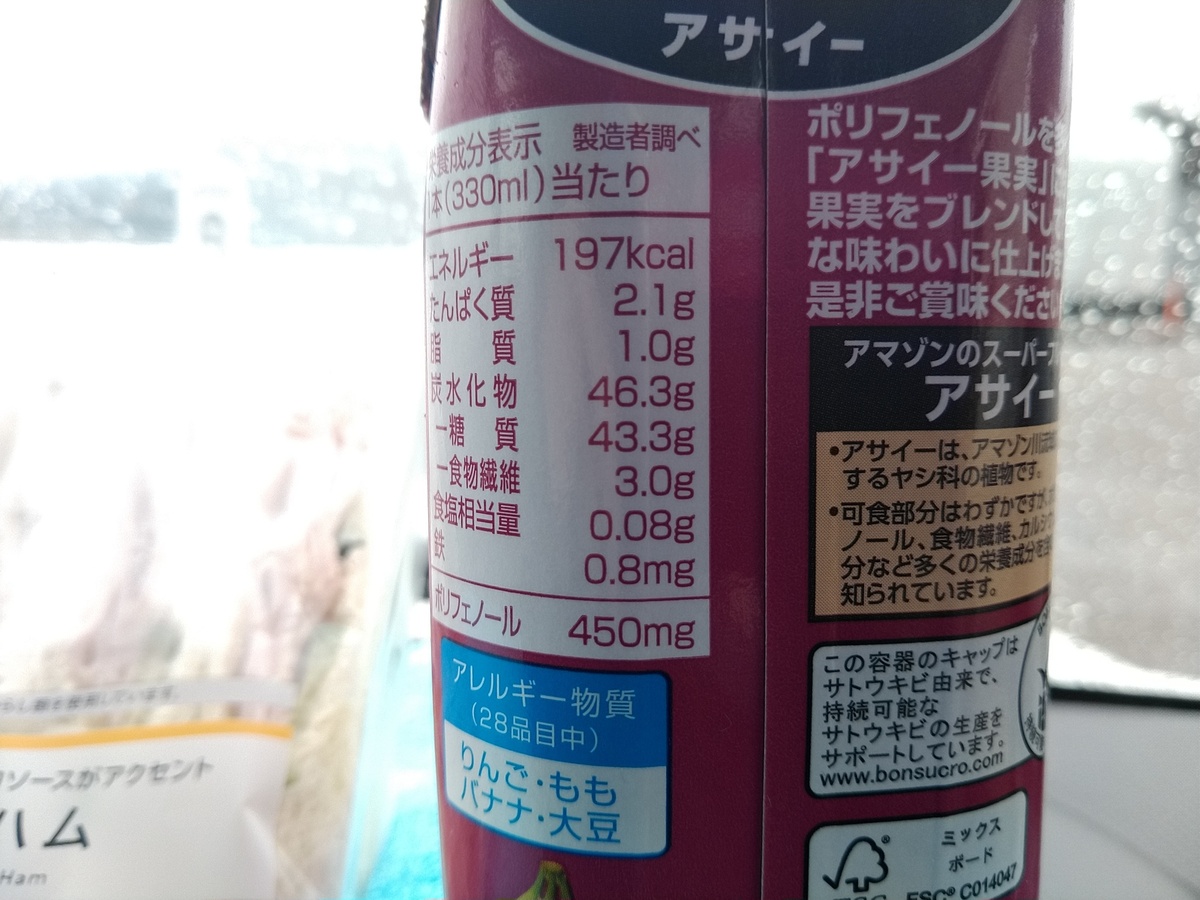 アサイー
栄養成分表示 製造者調べ
1本(330ml)当たり
エネルギー 197kcal
たんぱく質 2.1g
脂質 1.0g
炭水化物 46.3g
ー糖質 43.3g
ー食物繊維 3.0g
食塩相当量 0.08g
鉄 0.8mg
ポリフェノール 450mg
アレルギー物質
(28品目中)
りんご・もも
バナナ・大豆
ポリフェノールを
「アサイー果実」
果実をブレンドし
な味わいに仕上げ
是非ご賞味くださ
アマゾンのスーパー
アサイー
•アサイーは、アマゾン川
するヤシ科の植物です。
•可食部分はわずかですが、
ノール、食物繊維、カルシ
分など多くの栄養成分を
知られています。
この容器のキャップは
サトウキビ由来で、
持続可能な
サトウキビの生産を
サポートしています。
www.bonsucro.com
ミックス
ボード
FSC® C014047
ソースがアクセント
ハム
Ham